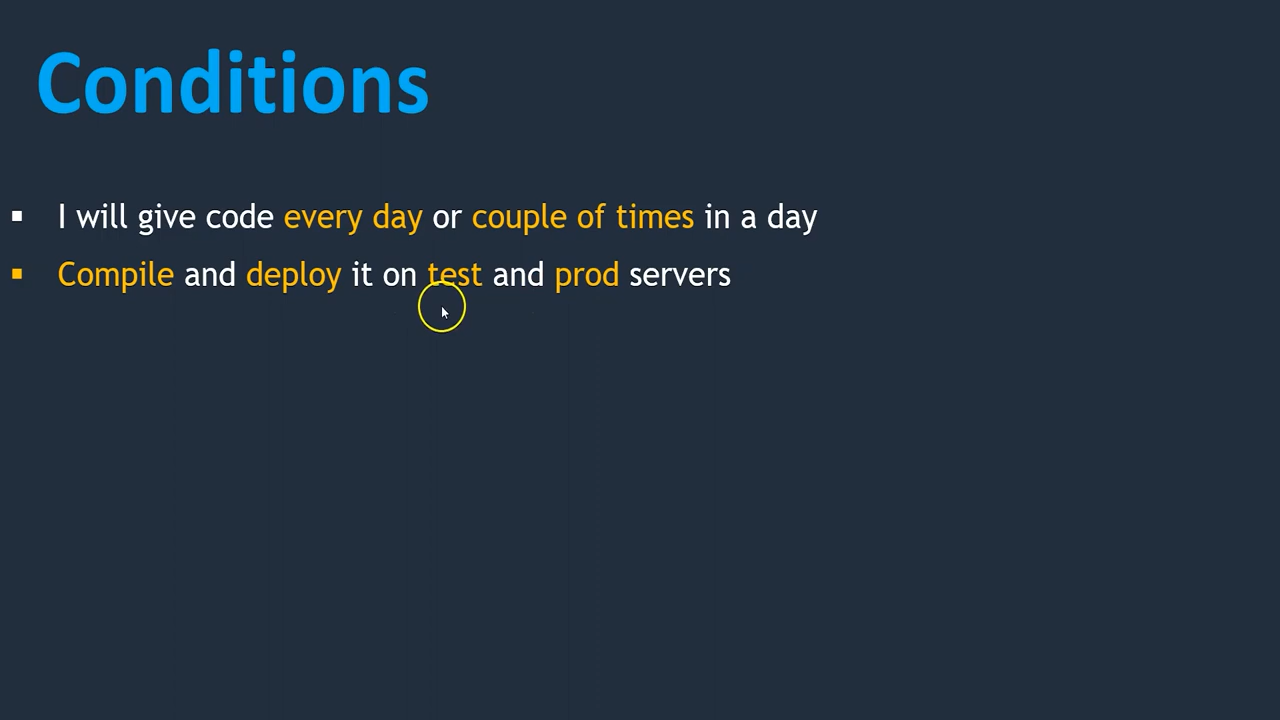 Conditions
▪ I will give code every day or couple of times in a day
▪ Compile and deploy it on test and prod servers